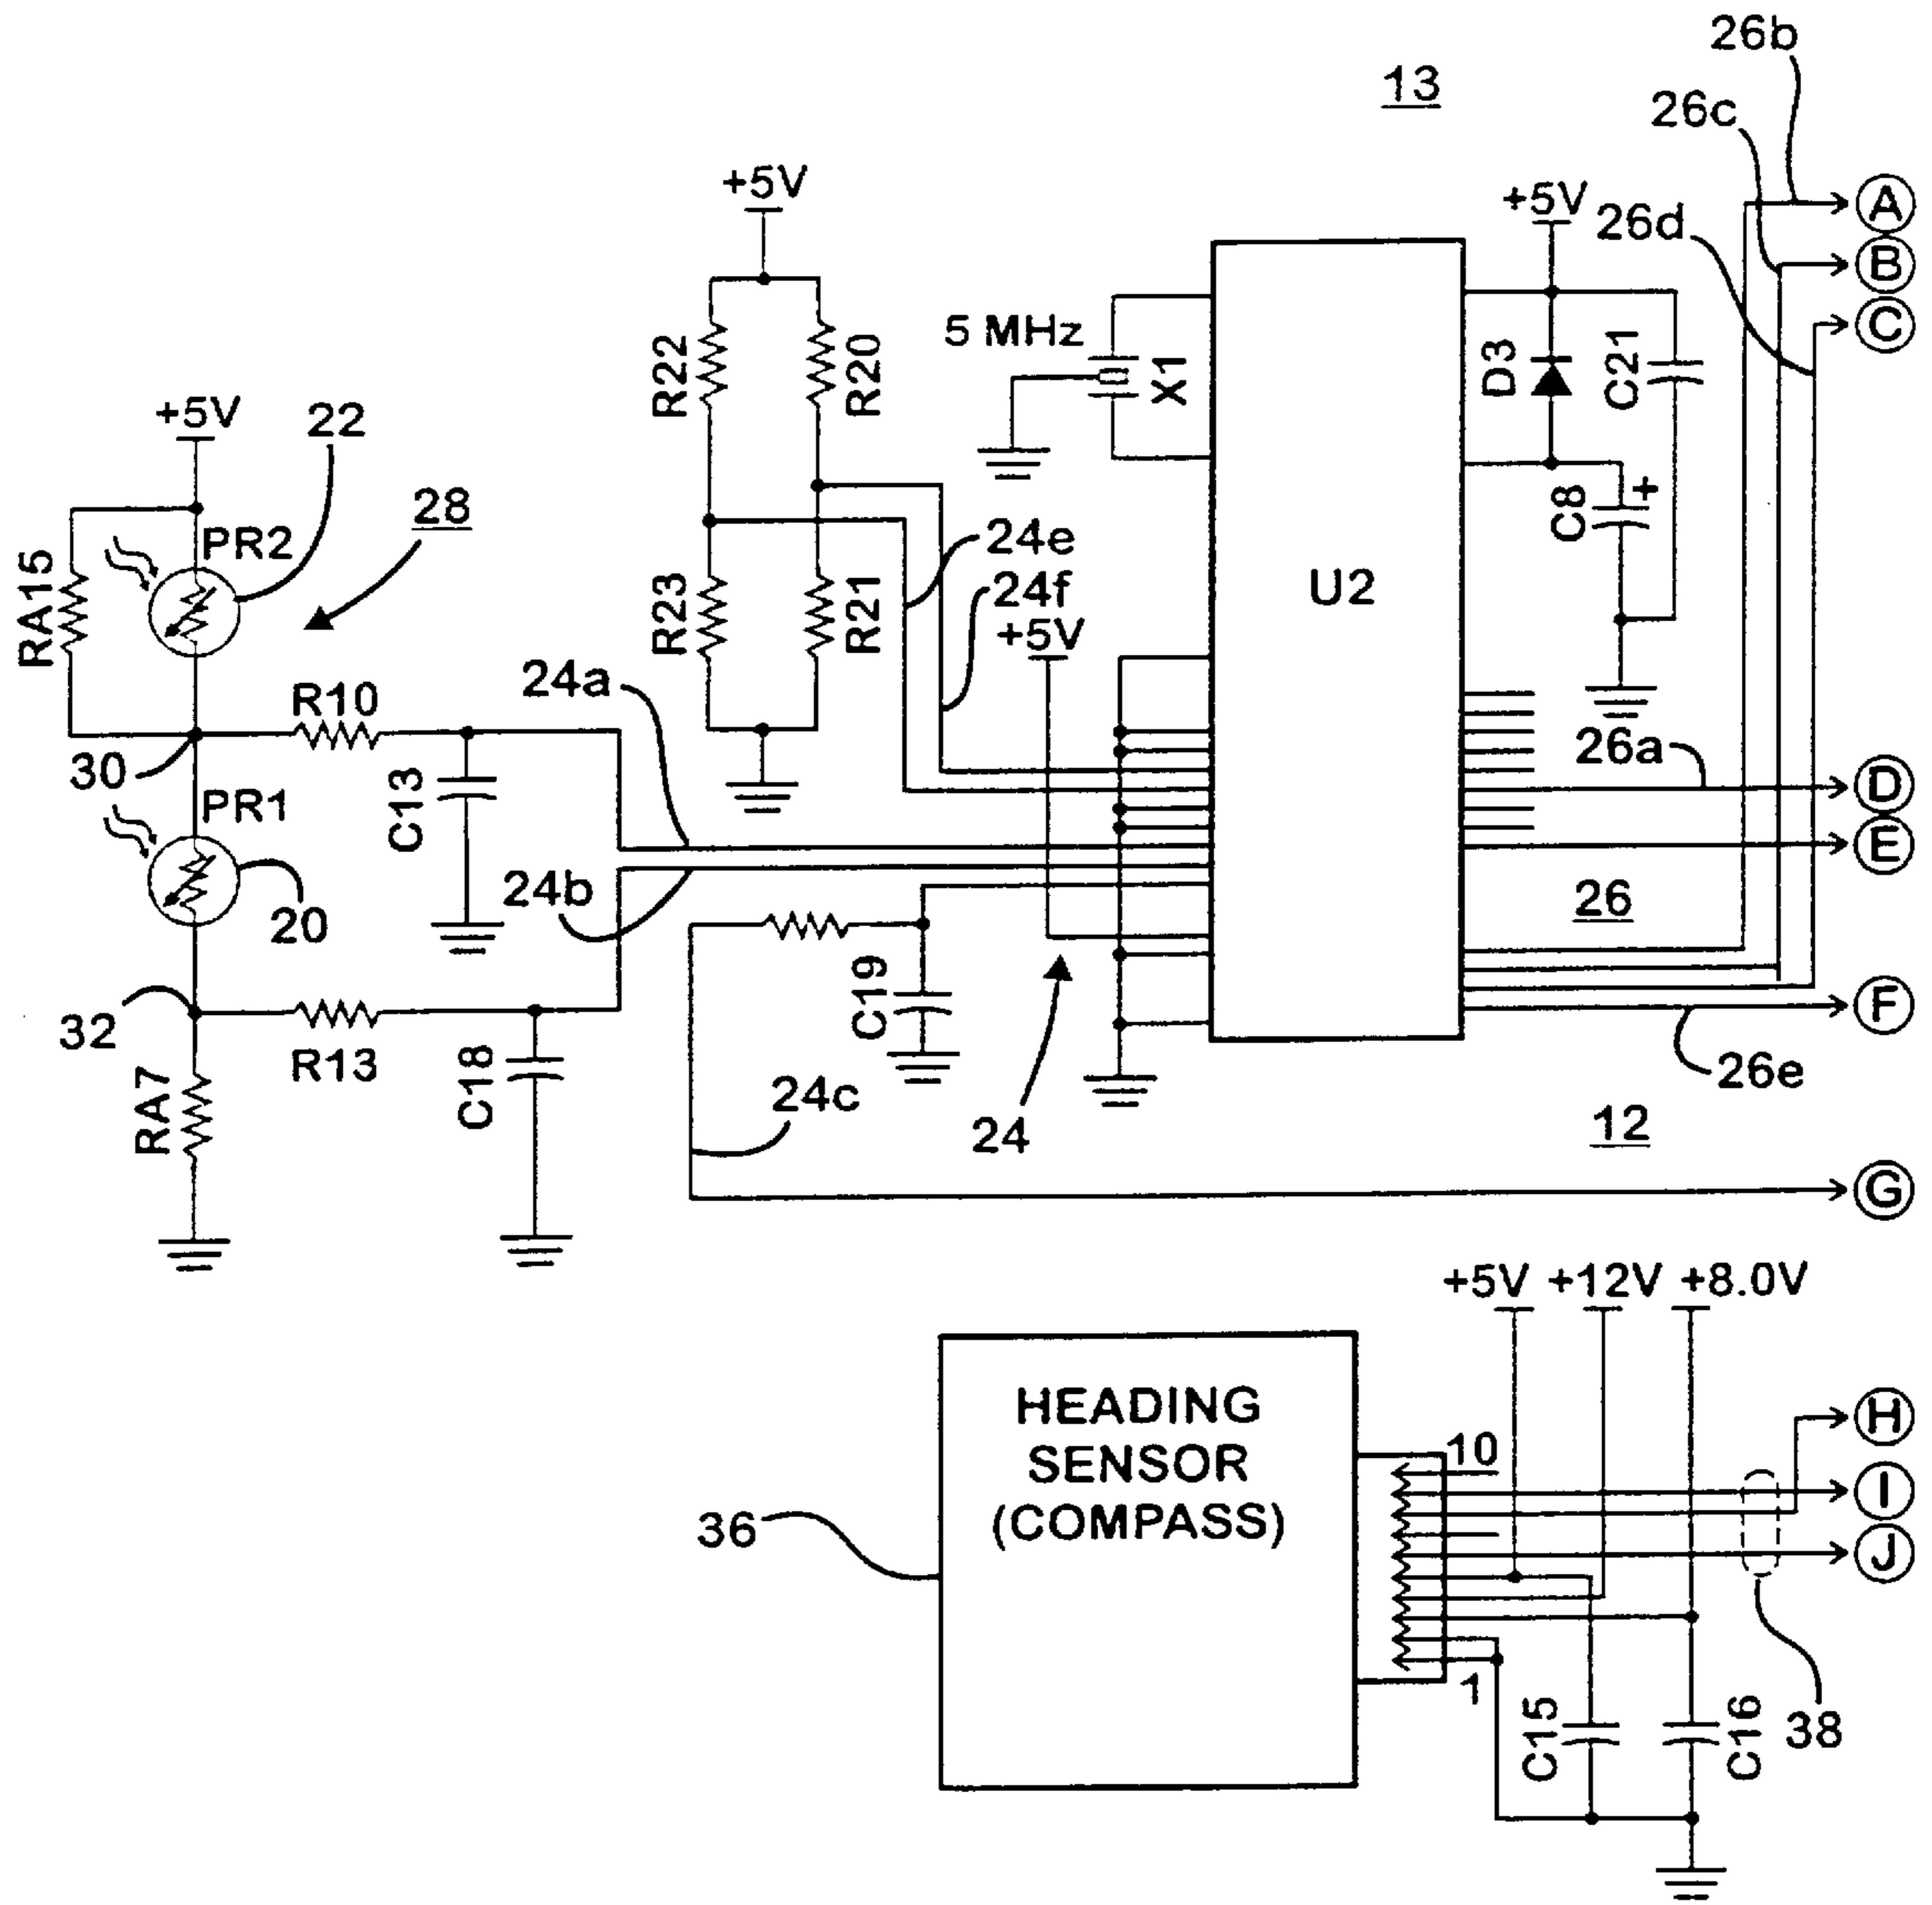 26b
13
26c
+5V
+5V
26d
A
B
C
5 MHz
X1
R22
R20
D3
C21
+5V
22
28
PR2
RA15
24e
24f
+5V
R23
R21
U2
C8
+
24a
R10
30
PR1
C13
26a
D
E
24b
20
26
C19
32
R13
C18
RA7
24c
24
F
26e
12
G
+5V +12V +8.0V
HEADING
SENSOR
(COMPASS)
10
H
I
J
36
1
C15
C16
38